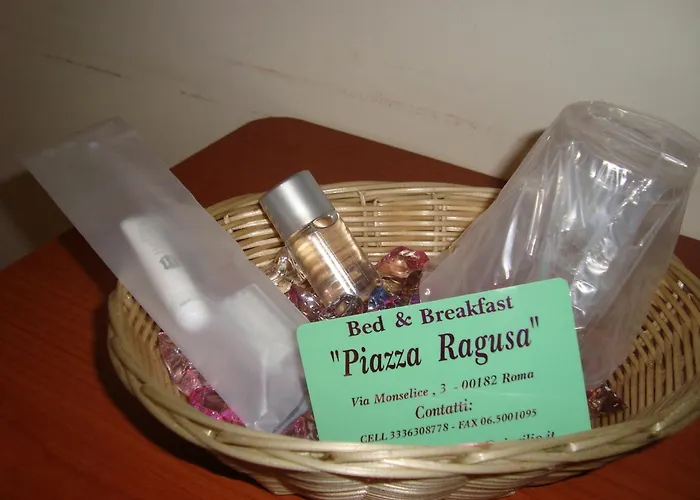 Bed & Breakfast
"Piazza Ragusa"
Via Monselice , 3 - 00182 Roma
Contatti:
CELL 3336308778 - FAX 06.5001095